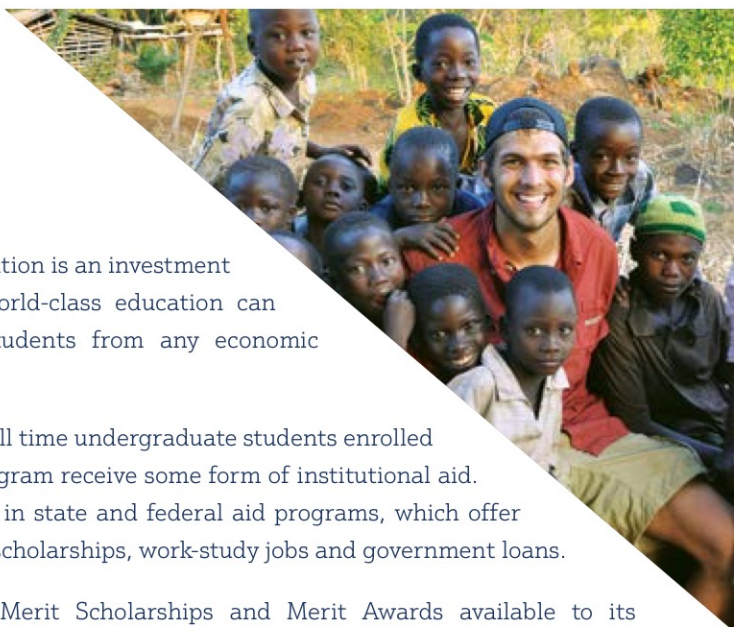 tion is an investment
orld-class education can
tudents from any economic
ll time undergraduate students enrolled
gram receive some form of institutional aid.
in state and federal aid programs, which offer
scholarships, work-study jobs and government loans.
Merit Scholarships and Merit Awards available to its